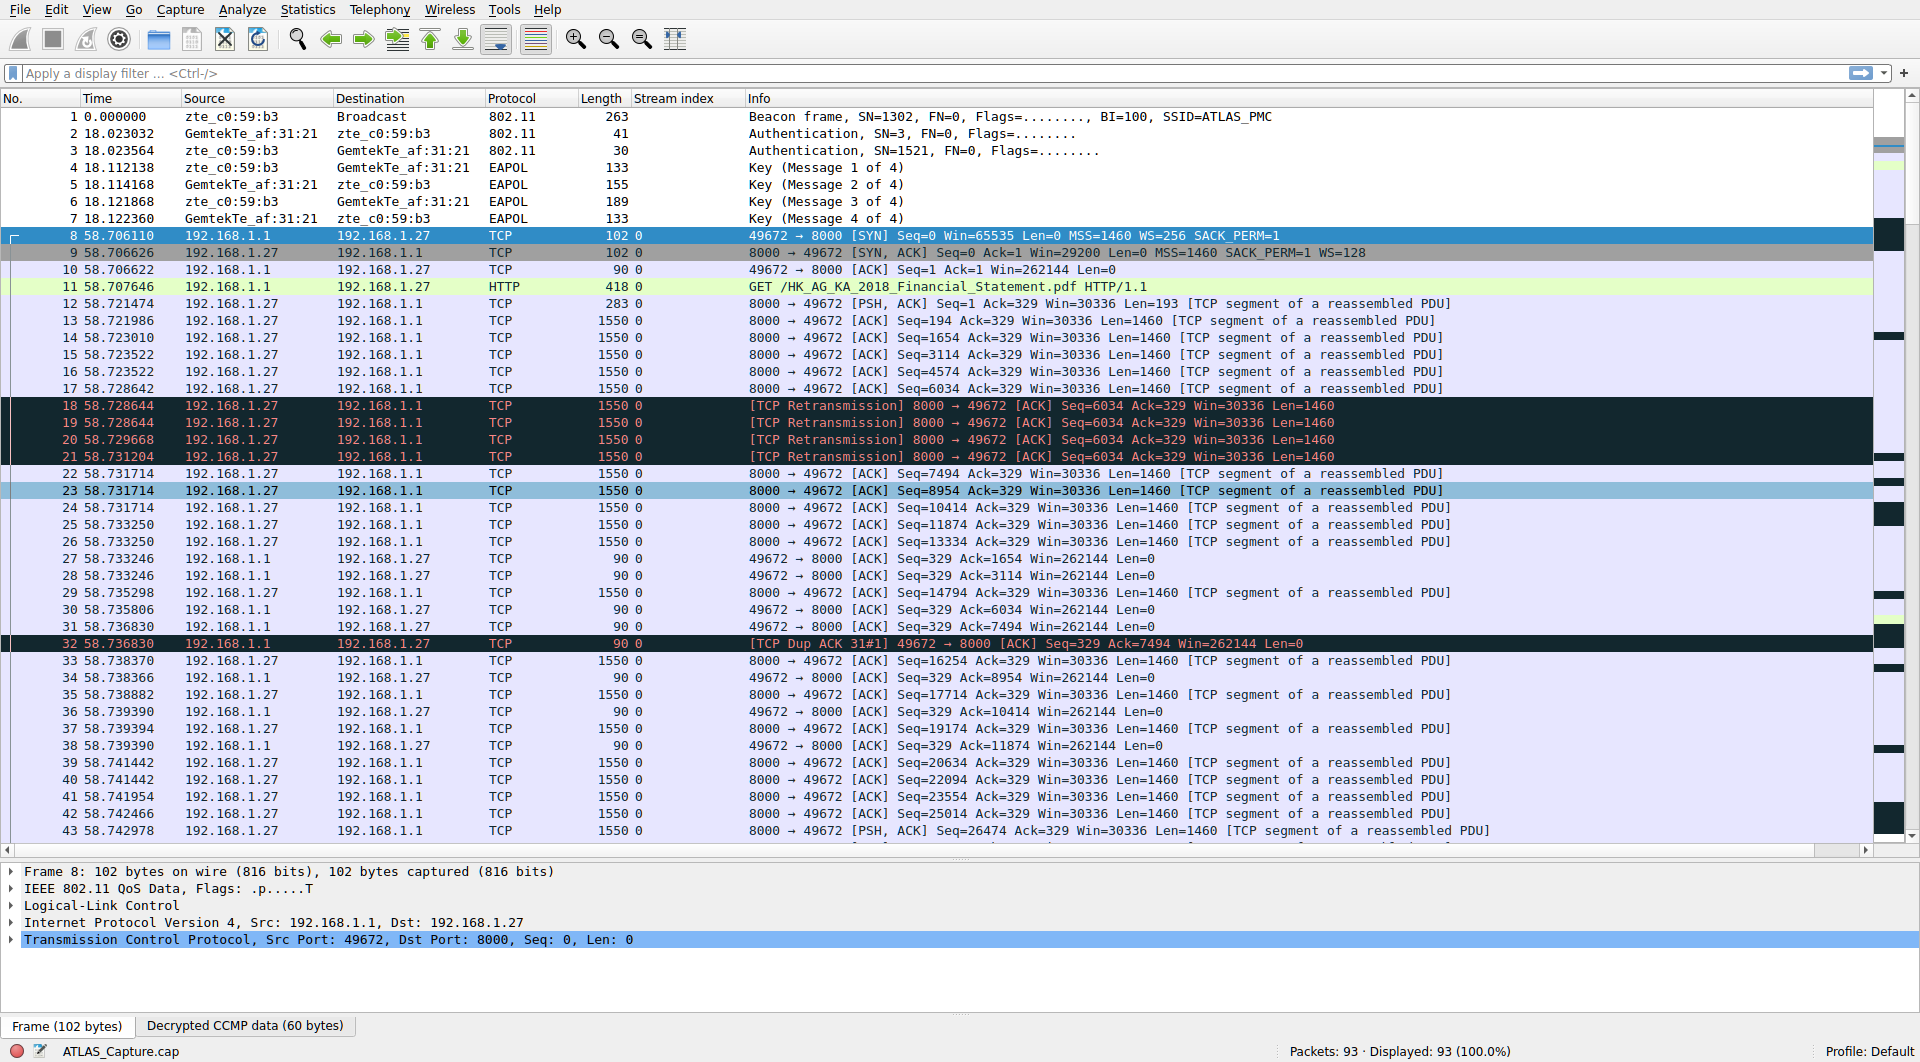 File Edit View Go Capture Analyze Statistics Telephony Wireless Tools Help
Apply a display filter ... <Ctrl-/>
No. Time Source Destination Protocol Length Stream index Info
1 0.000000 zte_c0:59:b3 Broadcast 802.11 263 Beacon frame, SN=1302, FN=0, Flags=........, BI=100, SSID=ATLAS_PMC
2 18.023032 GemtekTe_af:31:21 zte_c0:59:b3 802.11 41 Authentication, SN=3, FN=0, Flags=........
3 18.023564 zte_c0:59:b3 GemtekTe_af:31:21 802.11 30 Authentication, SN=1521, FN=0, Flags=........
4 18.112138 zte_c0:59:b3 GemtekTe_af:31:21 EAPOL 133 Key (Message 1 of 4)
5 18.114168 GemtekTe_af:31:21 zte_c0:59:b3 EAPOL 155 Key (Message 2 of 4)
6 18.121868 zte_c0:59:b3 GemtekTe_af:31:21 EAPOL 189 Key (Message 3 of 4)
7 18.122360 GemtekTe_af:31:21 zte_c0:59:b3 EAPOL 133 Key (Message 4 of 4)
8 58.706110 192.168.1.1 192.168.1.27 TCP 102 0 49672 → 8000 [SYN] Seq=0 Win=65535 Len=0 MSS=1460 WS=256 SACK_PERM=1
9 58.706626 192.168.1.27 192.168.1.1 TCP 102 0 8000 → 49672 [SYN, ACK] Seq=0 Ack=1 Win=29200 Len=0 MSS=1460 SACK_PERM=1 WS=128
10 58.706622 192.168.1.1 192.168.1.27 TCP 90 0 49672 → 8000 [ACK] Seq=1 Ack=1 Win=262144 Len=0
11 58.707646 192.168.1.1 192.168.1.27 HTTP 418 0 GET /HK_AG_KA_2018_Financial_Statement.pdf HTTP/1.1
12 58.721474 192.168.1.27 192.168.1.1 TCP 283 0 8000 → 49672 [PSH, ACK] Seq=1 Ack=329 Win=30336 Len=193 [TCP segment of a reassembled PDU]
13 58.721986 192.168.1.27 192.168.1.1 TCP 1550 0 8000 → 49672 [ACK] Seq=194 Ack=329 Win=30336 Len=1460 [TCP segment of a reassembled PDU]
14 58.723010 192.168.1.27 192.168.1.1 TCP 1550 0 8000 → 49672 [ACK] Seq=1654 Ack=329 Win=30336 Len=1460 [TCP segment of a reassembled PDU]
15 58.723522 192.168.1.27 192.168.1.1 TCP 1550 0 8000 → 49672 [ACK] Seq=3114 Ack=329 Win=30336 Len=1460 [TCP segment of a reassembled PDU]
16 58.723522 192.168.1.27 192.168.1.1 TCP 1550 0 8000 → 49672 [ACK] Seq=4574 Ack=329 Win=30336 Len=1460 [TCP segment of a reassembled PDU]
17 58.728642 192.168.1.27 192.168.1.1 TCP 1550 0 8000 → 49672 [ACK] Seq=6034 Ack=329 Win=30336 Len=1460 [TCP segment of a reassembled PDU]
18 58.728644 192.168.1.27 192.168.1.1 TCP 1550 0 [TCP Retransmission] 8000 → 49672 [ACK] Seq=6034 Ack=329 Win=30336 Len=1460
19 58.728644 192.168.1.27 192.168.1.1 TCP 1550 0 [TCP Retransmission] 8000 → 49672 [ACK] Seq=6034 Ack=329 Win=30336 Len=1460
20 58.729668 192.168.1.27 192.168.1.1 TCP 1550 0 [TCP Retransmission] 8000 → 49672 [ACK] Seq=6034 Ack=329 Win=30336 Len=1460
21 58.731204 192.168.1.27 192.168.1.1 TCP 1550 0 [TCP Retransmission] 8000 → 49672 [ACK] Seq=6034 Ack=329 Win=30336 Len=1460
22 58.731714 192.168.1.27 192.168.1.1 TCP 1550 0 8000 → 49672 [ACK] Seq=7494 Ack=329 Win=30336 Len=1460 [TCP segment of a reassembled PDU]
23 58.731714 192.168.1.27 192.168.1.1 TCP 1550 0 8000 → 49672 [ACK] Seq=8954 Ack=329 Win=30336 Len=1460 [TCP segment of a reassembled PDU]
24 58.731714 192.168.1.27 192.168.1.1 TCP 1550 0 8000 → 49672 [ACK] Seq=10414 Ack=329 Win=30336 Len=1460 [TCP segment of a reassembled PDU]
25 58.733250 192.168.1.27 192.168.1.1 TCP 1550 0 8000 → 49672 [ACK] Seq=11874 Ack=329 Win=30336 Len=1460 [TCP segment of a reassembled PDU]
26 58.733250 192.168.1.27 192.168.1.1 TCP 1550 0 8000 → 49672 [ACK] Seq=13334 Ack=329 Win=30336 Len=1460 [TCP segment of a reassembled PDU]
27 58.733246 192.168.1.1 192.168.1.27 TCP 90 0 49672 → 8000 [ACK] Seq=329 Ack=1654 Win=262144 Len=0
28 58.733246 192.168.1.1 192.168.1.27 TCP 90 0 49672 → 8000 [ACK] Seq=329 Ack=3114 Win=262144 Len=0
29 58.735298 192.168.1.27 192.168.1.1 TCP 1550 0 8000 → 49672 [ACK] Seq=14794 Ack=329 Win=30336 Len=1460 [TCP segment of a reassembled PDU]
30 58.735806 192.168.1.1 192.168.1.27 TCP 90 0 49672 → 8000 [ACK] Seq=329 Ack=6034 Win=262144 Len=0
31 58.736830 192.168.1.1 192.168.1.27 TCP 90 0 49672 → 8000 [ACK] Seq=329 Ack=7494 Win=262144 Len=0
32 58.736830 192.168.1.1 192.168.1.27 TCP 90 0 [TCP Dup ACK 31#1] 49672 → 8000 [ACK] Seq=329 Ack=7494 Win=262144 Len=0
33 58.738370 192.168.1.27 192.168.1.1 TCP 1550 0 8000 → 49672 [ACK] Seq=16254 Ack=329 Win=30336 Len=1460 [TCP segment of a reassembled PDU]
34 58.738366 192.168.1.1 192.168.1.27 TCP 90 0 49672 → 8000 [ACK] Seq=329 Ack=8954 Win=262144 Len=0
35 58.738882 192.168.1.27 192.168.1.1 TCP 1550 0 8000 → 49672 [ACK] Seq=17714 Ack=329 Win=30336 Len=1460 [TCP segment of a reassembled PDU]
36 58.739390 192.168.1.1 192.168.1.27 TCP 90 0 49672 → 8000 [ACK] Seq=329 Ack=10414 Win=262144 Len=0
37 58.739394 192.168.1.27 192.168.1.1 TCP 1550 0 8000 → 49672 [ACK] Seq=19174 Ack=329 Win=30336 Len=1460 [TCP segment of a reassembled PDU]
38 58.739390 192.168.1.1 192.168.1.27 TCP 90 0 49672 → 8000 [ACK] Seq=329 Ack=11874 Win=262144 Len=0
39 58.741442 192.168.1.27 192.168.1.1 TCP 1550 0 8000 → 49672 [ACK] Seq=20634 Ack=329 Win=30336 Len=1460 [TCP segment of a reassembled PDU]
40 58.741442 192.168.1.27 192.168.1.1 TCP 1550 0 8000 → 49672 [ACK] Seq=22094 Ack=329 Win=30336 Len=1460 [TCP segment of a reassembled PDU]
41 58.741954 192.168.1.27 192.168.1.1 TCP 1550 0 8000 → 49672 [ACK] Seq=23554 Ack=329 Win=30336 Len=1460 [TCP segment of a reassembled PDU]
42 58.742466 192.168.1.27 192.168.1.1 TCP 1550 0 8000 → 49672 [ACK] Seq=25014 Ack=329 Win=30336 Len=1460 [TCP segment of a reassembled PDU]
43 58.742978 192.168.1.27 192.168.1.1 TCP 1550 0 8000 → 49672 [PSH, ACK] Seq=26474 Ack=329 Win=30336 Len=1460 [TCP segment of a reassembled PDU]
Frame 8: 102 bytes on wire (816 bits), 102 bytes captured (816 bits)
IEEE 802.11 QoS Data, Flags: .p.....T
Logical-Link Control
Internet Protocol Version 4, Src: 192.168.1.1, Dst: 192.168.1.27
Transmission Control Protocol, Src Port: 49672, Dst Port: 8000, Seq: 0, Len: 0
Frame (102 bytes) Decrypted CCMP data (60 bytes)
ATLAS_Capture.cap Packets: 93 · Displayed: 93 (100.0%) Profile: Default